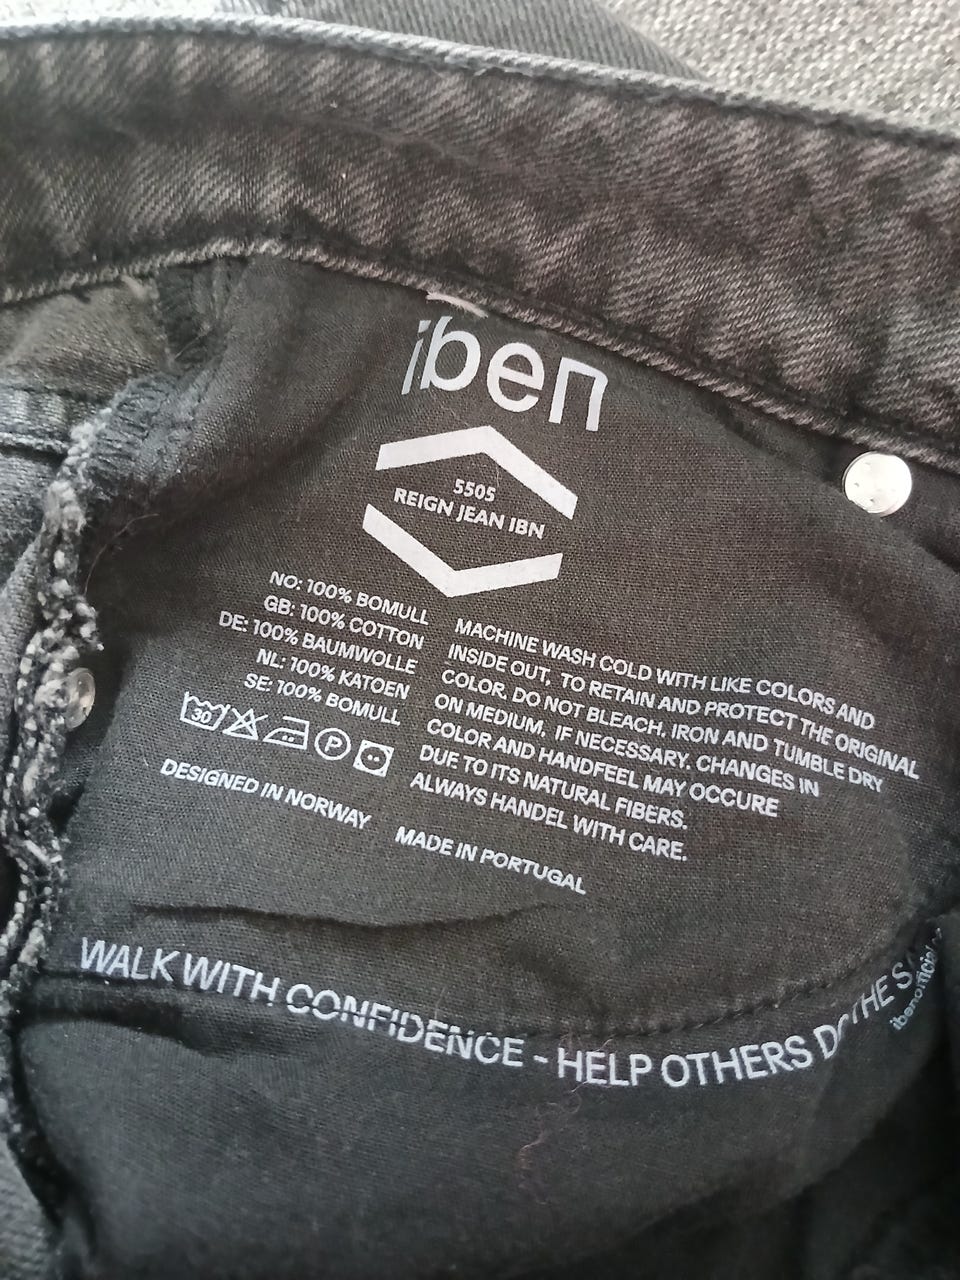 iben
5505
REIGN JEAN IBN
NO: 100% BOMULL
GB: 100% COTTON
DE: 100% BAUMWOLLE
NL: 100% KATOEN
SE: 100% BOMULL
30
P
DESIGNED IN NORWAY
MACHINE WASH COLD WITH LIKE COLORS AND
INSIDE OUT, TO RETAIN AND PROTECT THE ORIGINAL
COLOR. DO NOT BLEACH, IRON AND TUMBLE DRY
ON MEDIUM, IF NECESSARY. CHANGES IN
COLOR AND HANDFEEL MAY OCCURE
DUE TO ITS NATURAL FIBERS.
ALWAYS HANDEL WITH CARE.
MADE IN PORTUGAL
WALK WITH CONFIDENCE - HELP OTHERS DO THE
ibenofficial